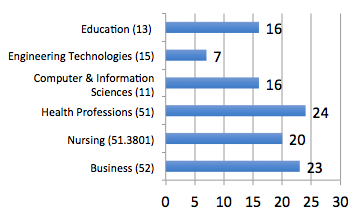 Education (13)
16
Engineering Technologies (15)
7
Computer & Information
Sciences (11)
16
Health Professions (51)
24
Nursing (51.3801)
20
Business (52)
23
0 5 10 15 20 25 30